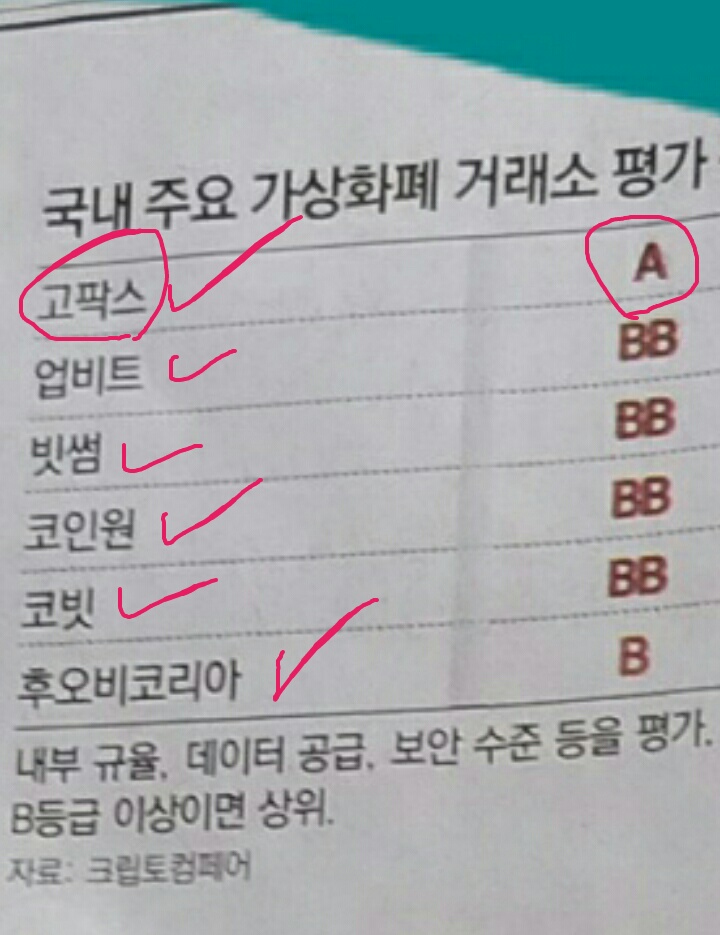 국내 주요 가상화폐 거래소 평가
고팍스 A
업비트 BB
빗썸 BB
코인원 BB
코빗 BB
후오비코리아 B
내부 규율, 데이터 공급, 보안 수준 등을 평가.
B등급 이상이면 상위.
자료: 크립토컴페어